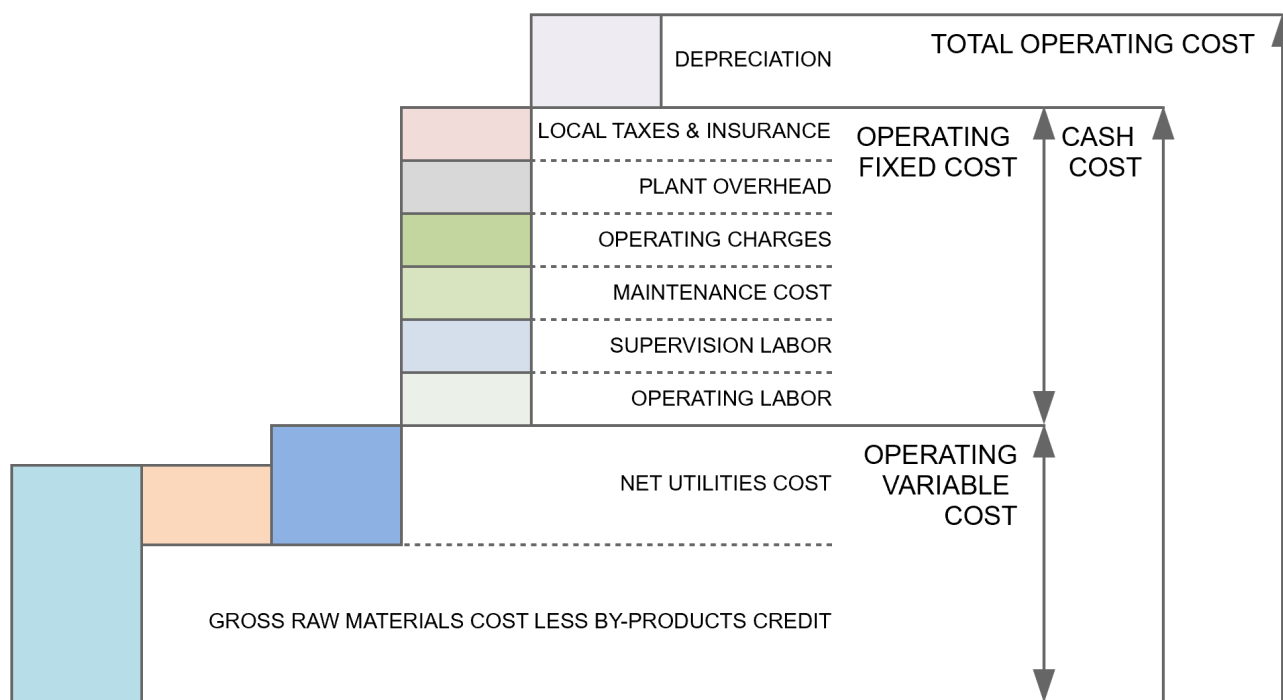 TOTAL OPERATING COST
DEPRECIATION
LOCAL TAXES & INSURANCE
OPERATING
FIXED COST
CASH
COST
PLANT OVERHEAD
OPERATING CHARGES
MAINTENANCE COST
SUPERVISION LABOR
OPERATING LABOR
OPERATING
VARIABLE
COST
NET UTILITIES COST
GROSS RAW MATERIALS COST LESS BY-PRODUCTS CREDIT